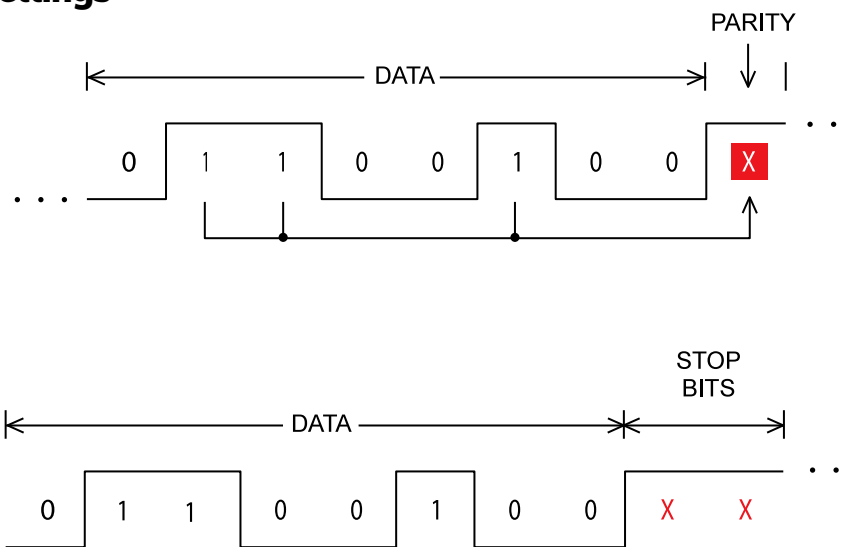 PARITY
DATA
0 1 1 0 0 1 0 0 X
STOP
BITS
DATA
0 1 1 0 0 1 0 0 X X